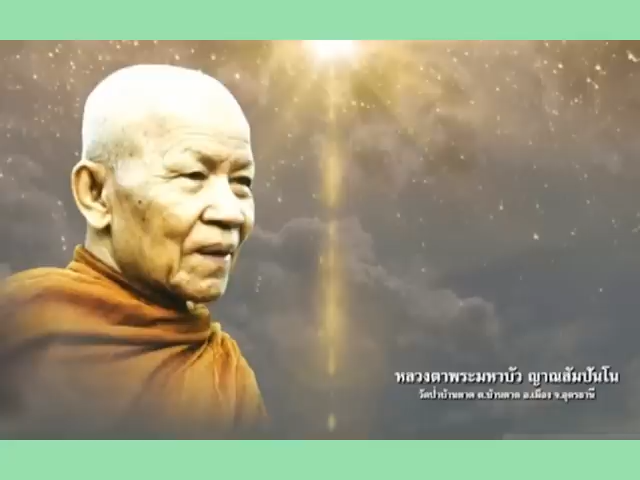 หลวงตาพระมหาบัว ญาณสัมปันโน
วัดป่าบ้านตาด ต.บ้านตาด อ.เมือง จ.อุดรธานี